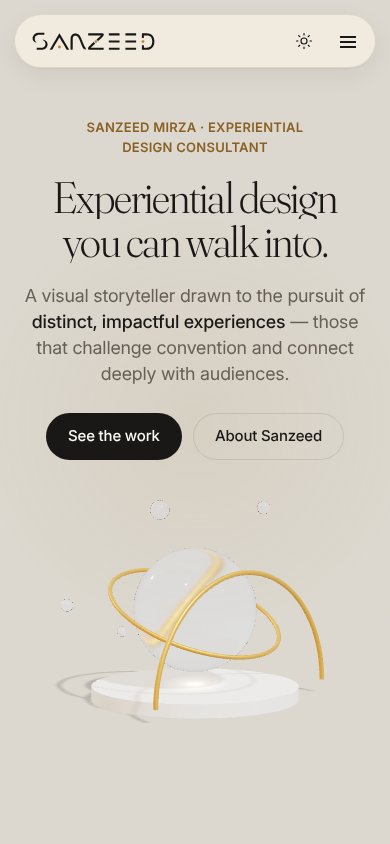 SANZEED
SANZEED MIRZA · EXPERIENTIAL
DESIGN CONSULTANT
Experiential design
you can walk into.
A visual storyteller drawn to the pursuit of
distinct, impactful experiences — those
that challenge convention and connect
deeply with audiences.
See the work
About Sanzeed